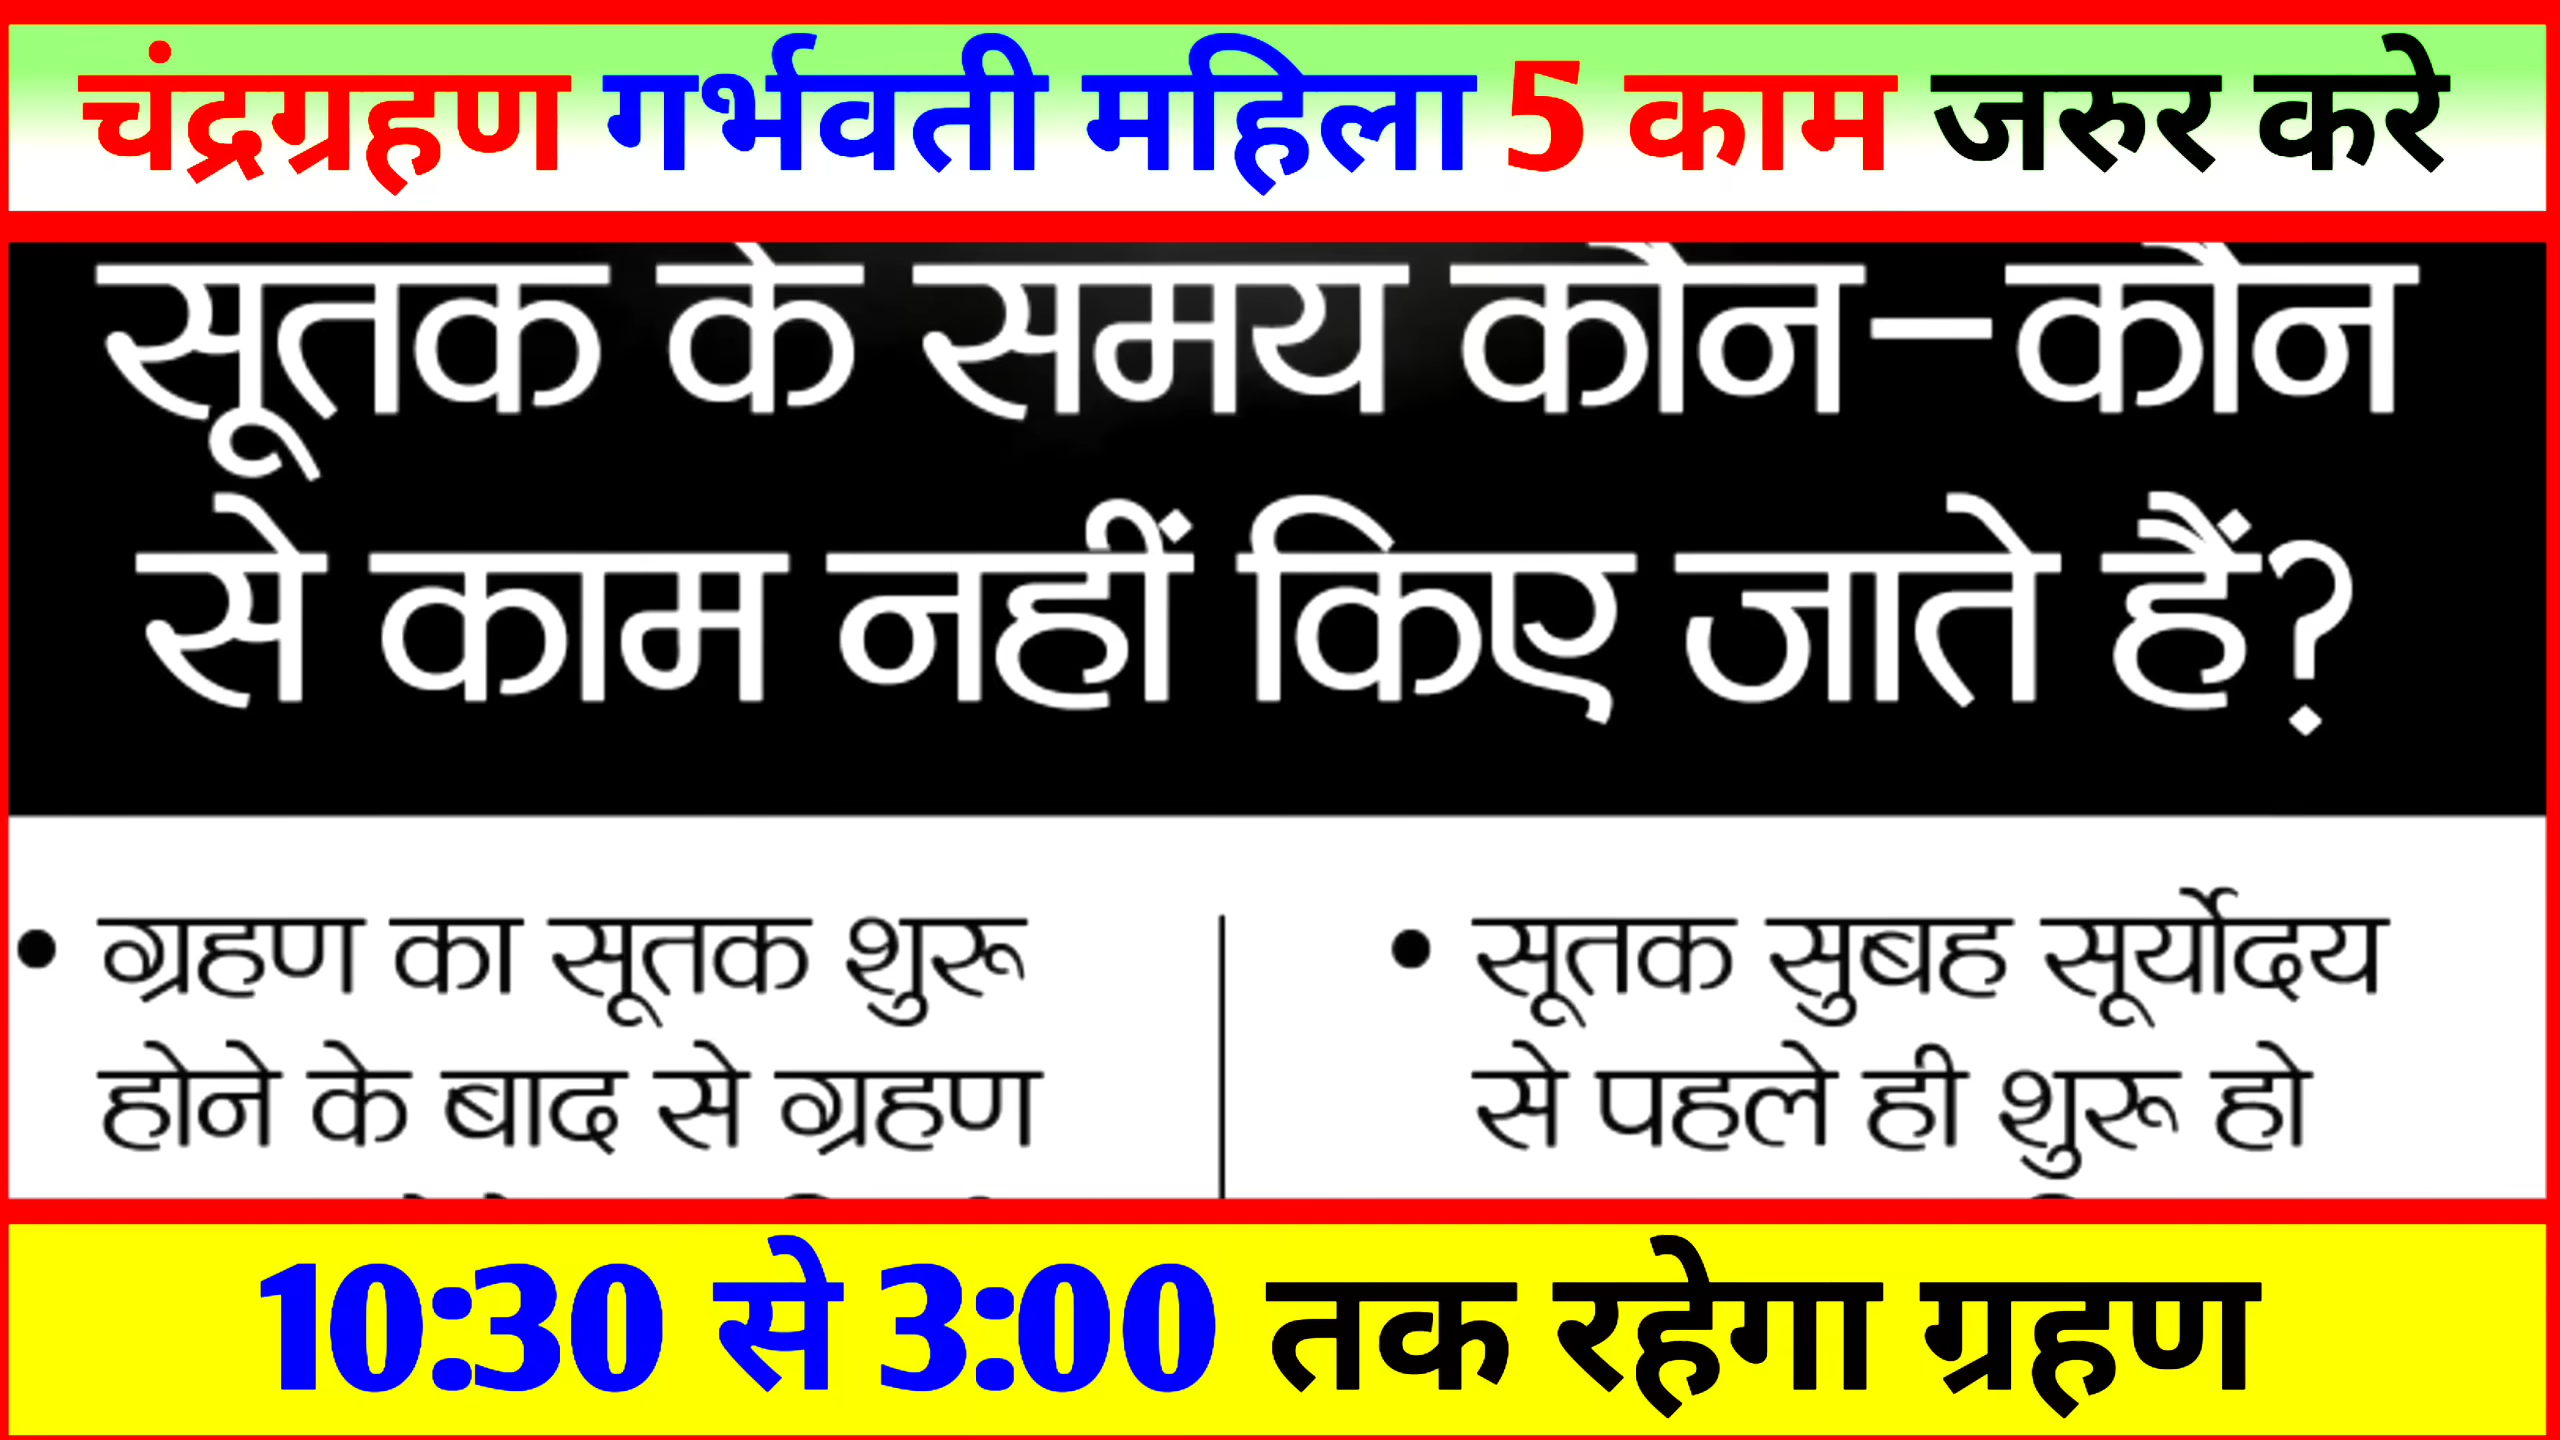 चंद्रग्रहण गर्भवती महिला 5 काम जरुर करे
सूतक के समय कौन-कौन
से काम नहीं किए जाते हैं?
• ग्रहण का सूतक शुरू
होने के बाद से ग्रहण
• सूतक सुबह सूर्योदय
से पहले ही शुरू हो
10:30 से 3:00 तक रहेगा ग्रहण